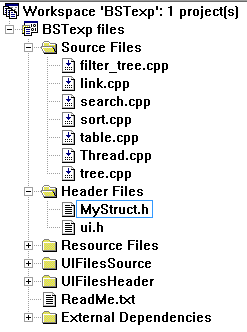 Workspace 'BSTexp': 1 project(s)
BSTexp files
Source Files
filter_tree.cpp
link.cpp
search.cpp
sort.cpp
table.cpp
Thread.cpp
tree.cpp
Header Files
MyStruct.h
ui.h
Resource Files
UIFilesSource
UIFilesHeader
ReadMe.txt
External Dependencies